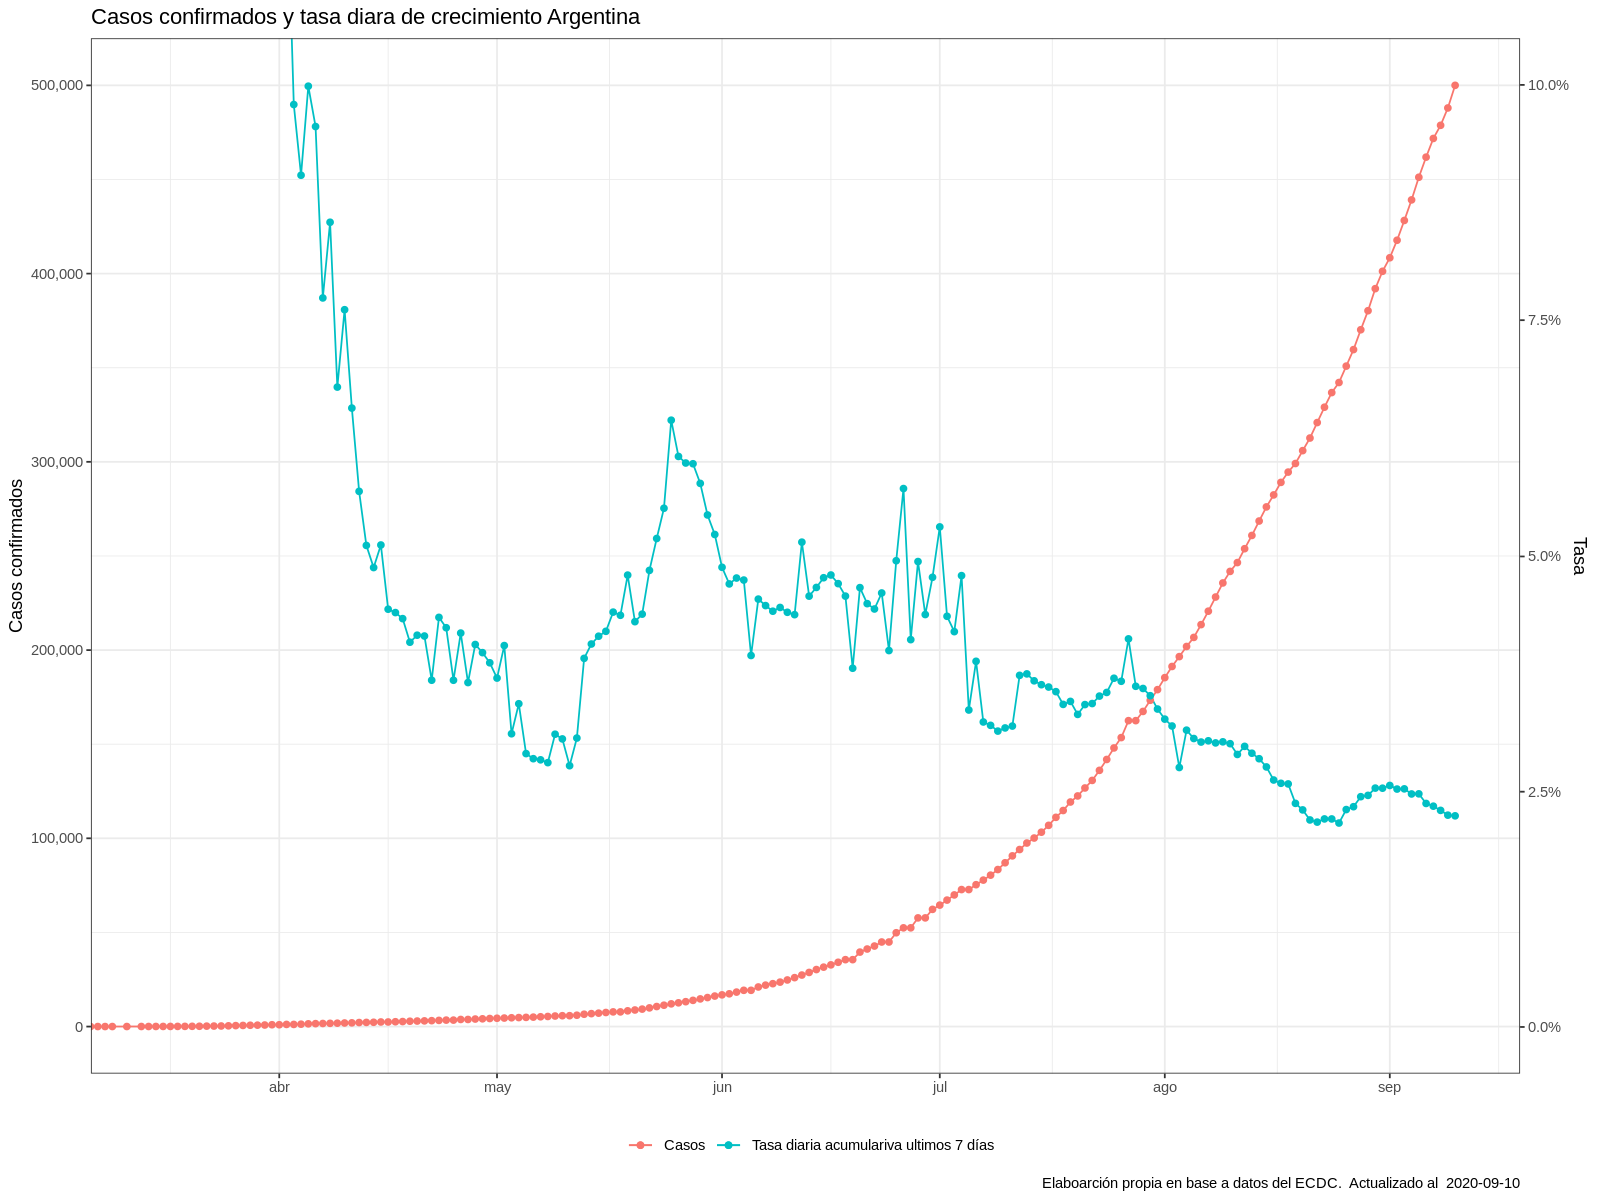 Casos confirmados y tasa diara de crecimiento Argentina
Casos confirmados
500,000
400,000
300,000
200,000
100,000
0
10.0%
7.5%
5.0%
2.5%
0.0%
Tasa
abr may jun jul ago sep
Casos Tasa diaria acumulariva ultimos 7 días
Elaboarción propia en base a datos del ECDC. Actualizado al 2020-09-10